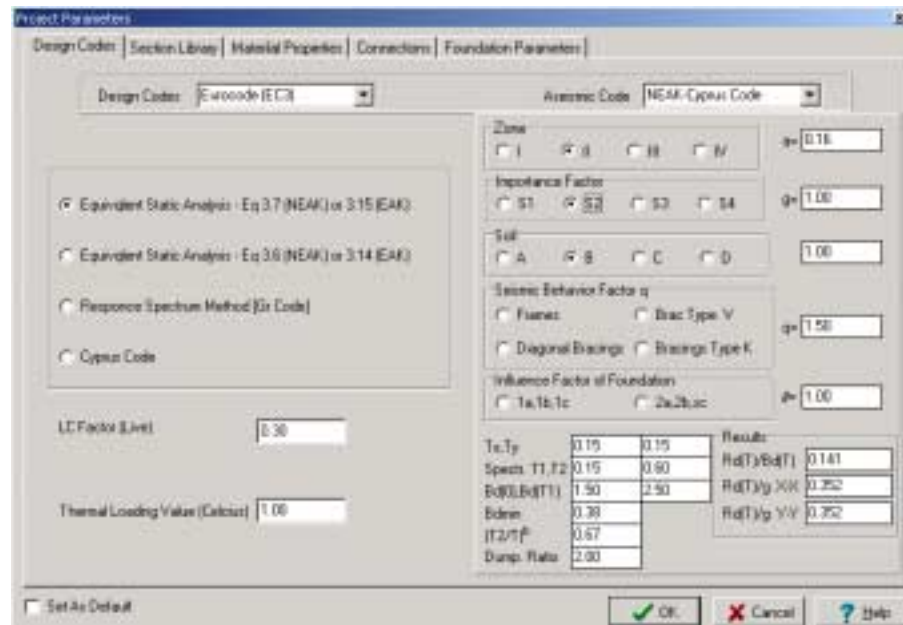 Project Parameters
Design Codes Section Library Material Properties Connections Foundation Parameters
Design Codes Eurocode (EC3) Aseismic Code NEAK-Cyprus Code
Zone
I II III IV a= 0.16
Importance Factor
S1 S2 S3 S4 g= 1.00
Soil
A B C D 1.00
Seismic Behavior Factor q
Frames Brac Type V
Diagonal Bracings Bracings Type K
q= 1.50
Influence Factor of Foundation
1a,1b,1c 2a,2b,sc 1.00
Equivalent Static Analysis - Eq 3.7 (NEAK) or 3.15 (EAK)
Equivalent Static Analysis - Eq 3.6 (NEAK) or 3.14 (EAK)
Responce Spectrum Method (Gr Code)
Cyprus Code
LC Factor (Live) 0.30
Thermal Loading Value (Celcius) 1.00
Tx,Ty 0.15 0.15
Spects. T1,T2 0.15 0.60
Bd(0),Bd(T1) 1.50 2.50
Bdmin 0.38
(T2/T)^ 0.67
Dump. Ratio 2.00
Results
Rd(T)/Bd(T) 0.141
Rd(T)/g X-X 0.352
Rd(T)/g Y-Y 0.352
Set As Default
OK Cancel Help